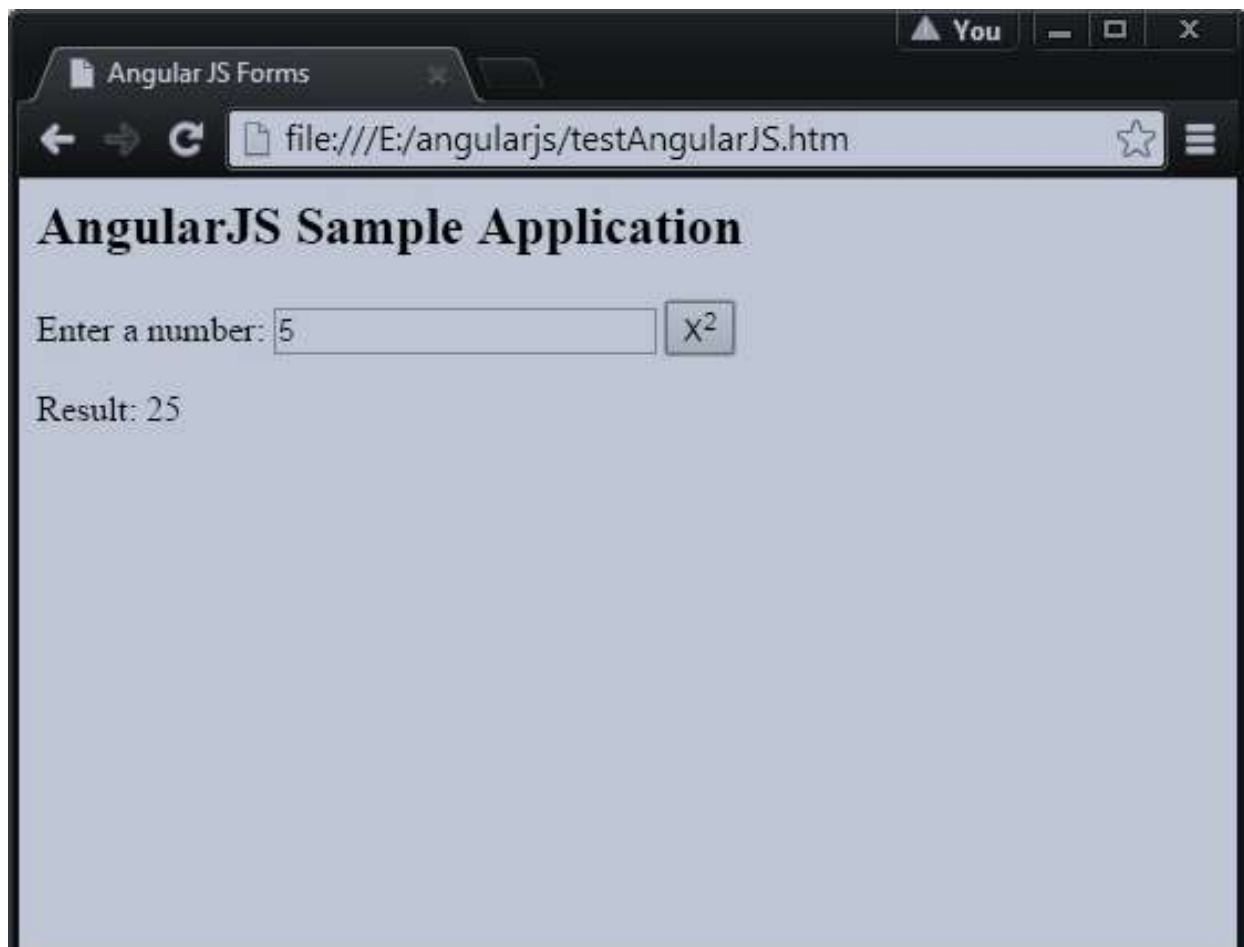 You
Angular JS Forms
file:///E:/angularjs/testAngularJS.htm
AngularJS Sample Application
Enter a number: 5 X²
Result: 25